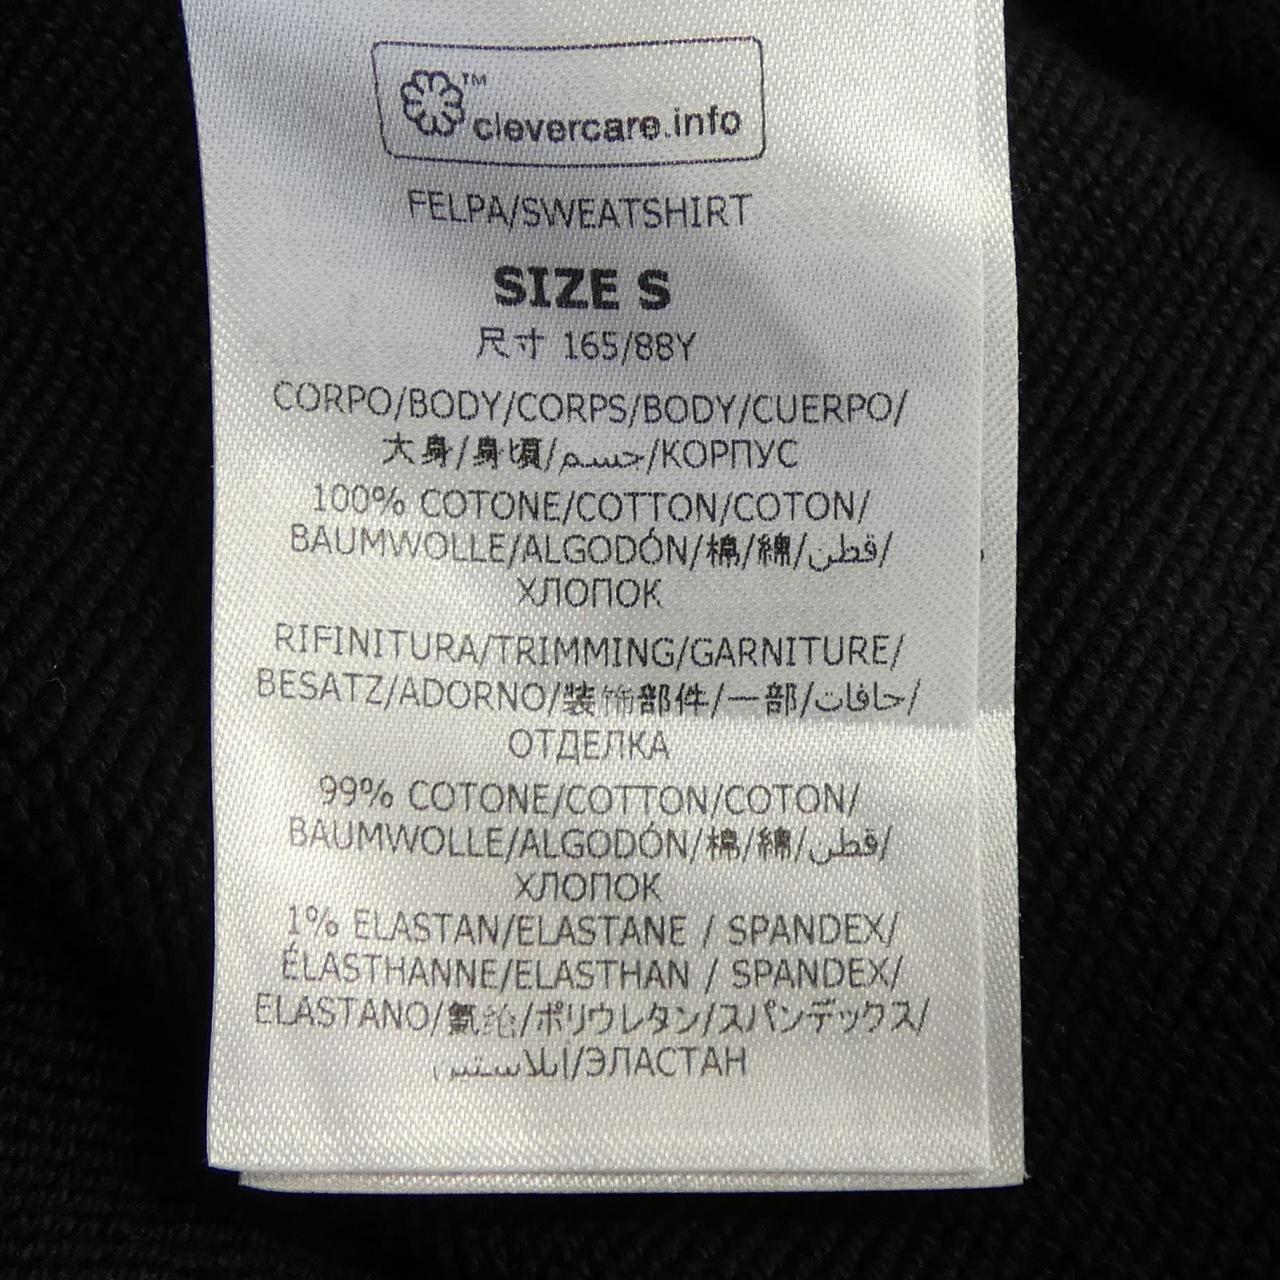 ™
clevercare.info
FELPA/SWEATSHIRT
SIZE S
尺寸 165/88Y
CORPO/BODY/CORPS/BODY/CUERPO/
大身/身頃/جسم/КОРПУС
100% COTONE/COTTON/COTON/
BAUMWOLLE/ALGODÓN/棉/綿/قطن/
ХЛОПОК
RIFINITURA/TRIMMING/GARNITURE/
BESATZ/ADORNO/装饰部件/一部/حافات/
ОТДЕЛКА
99% COTONE/COTTON/COTON/
BAUMWOLLE/ALGODÓN/棉/綿/قطن/
ХЛОПОК
1% ELASTAN/ELASTANE / SPANDEX/
ÉLASTHANNE/ELASTHAN / SPANDEX/
ELASTANO/氨纶/ポリウレタン/スパンデックス/
إيلاستين/ЭЛАСТАН